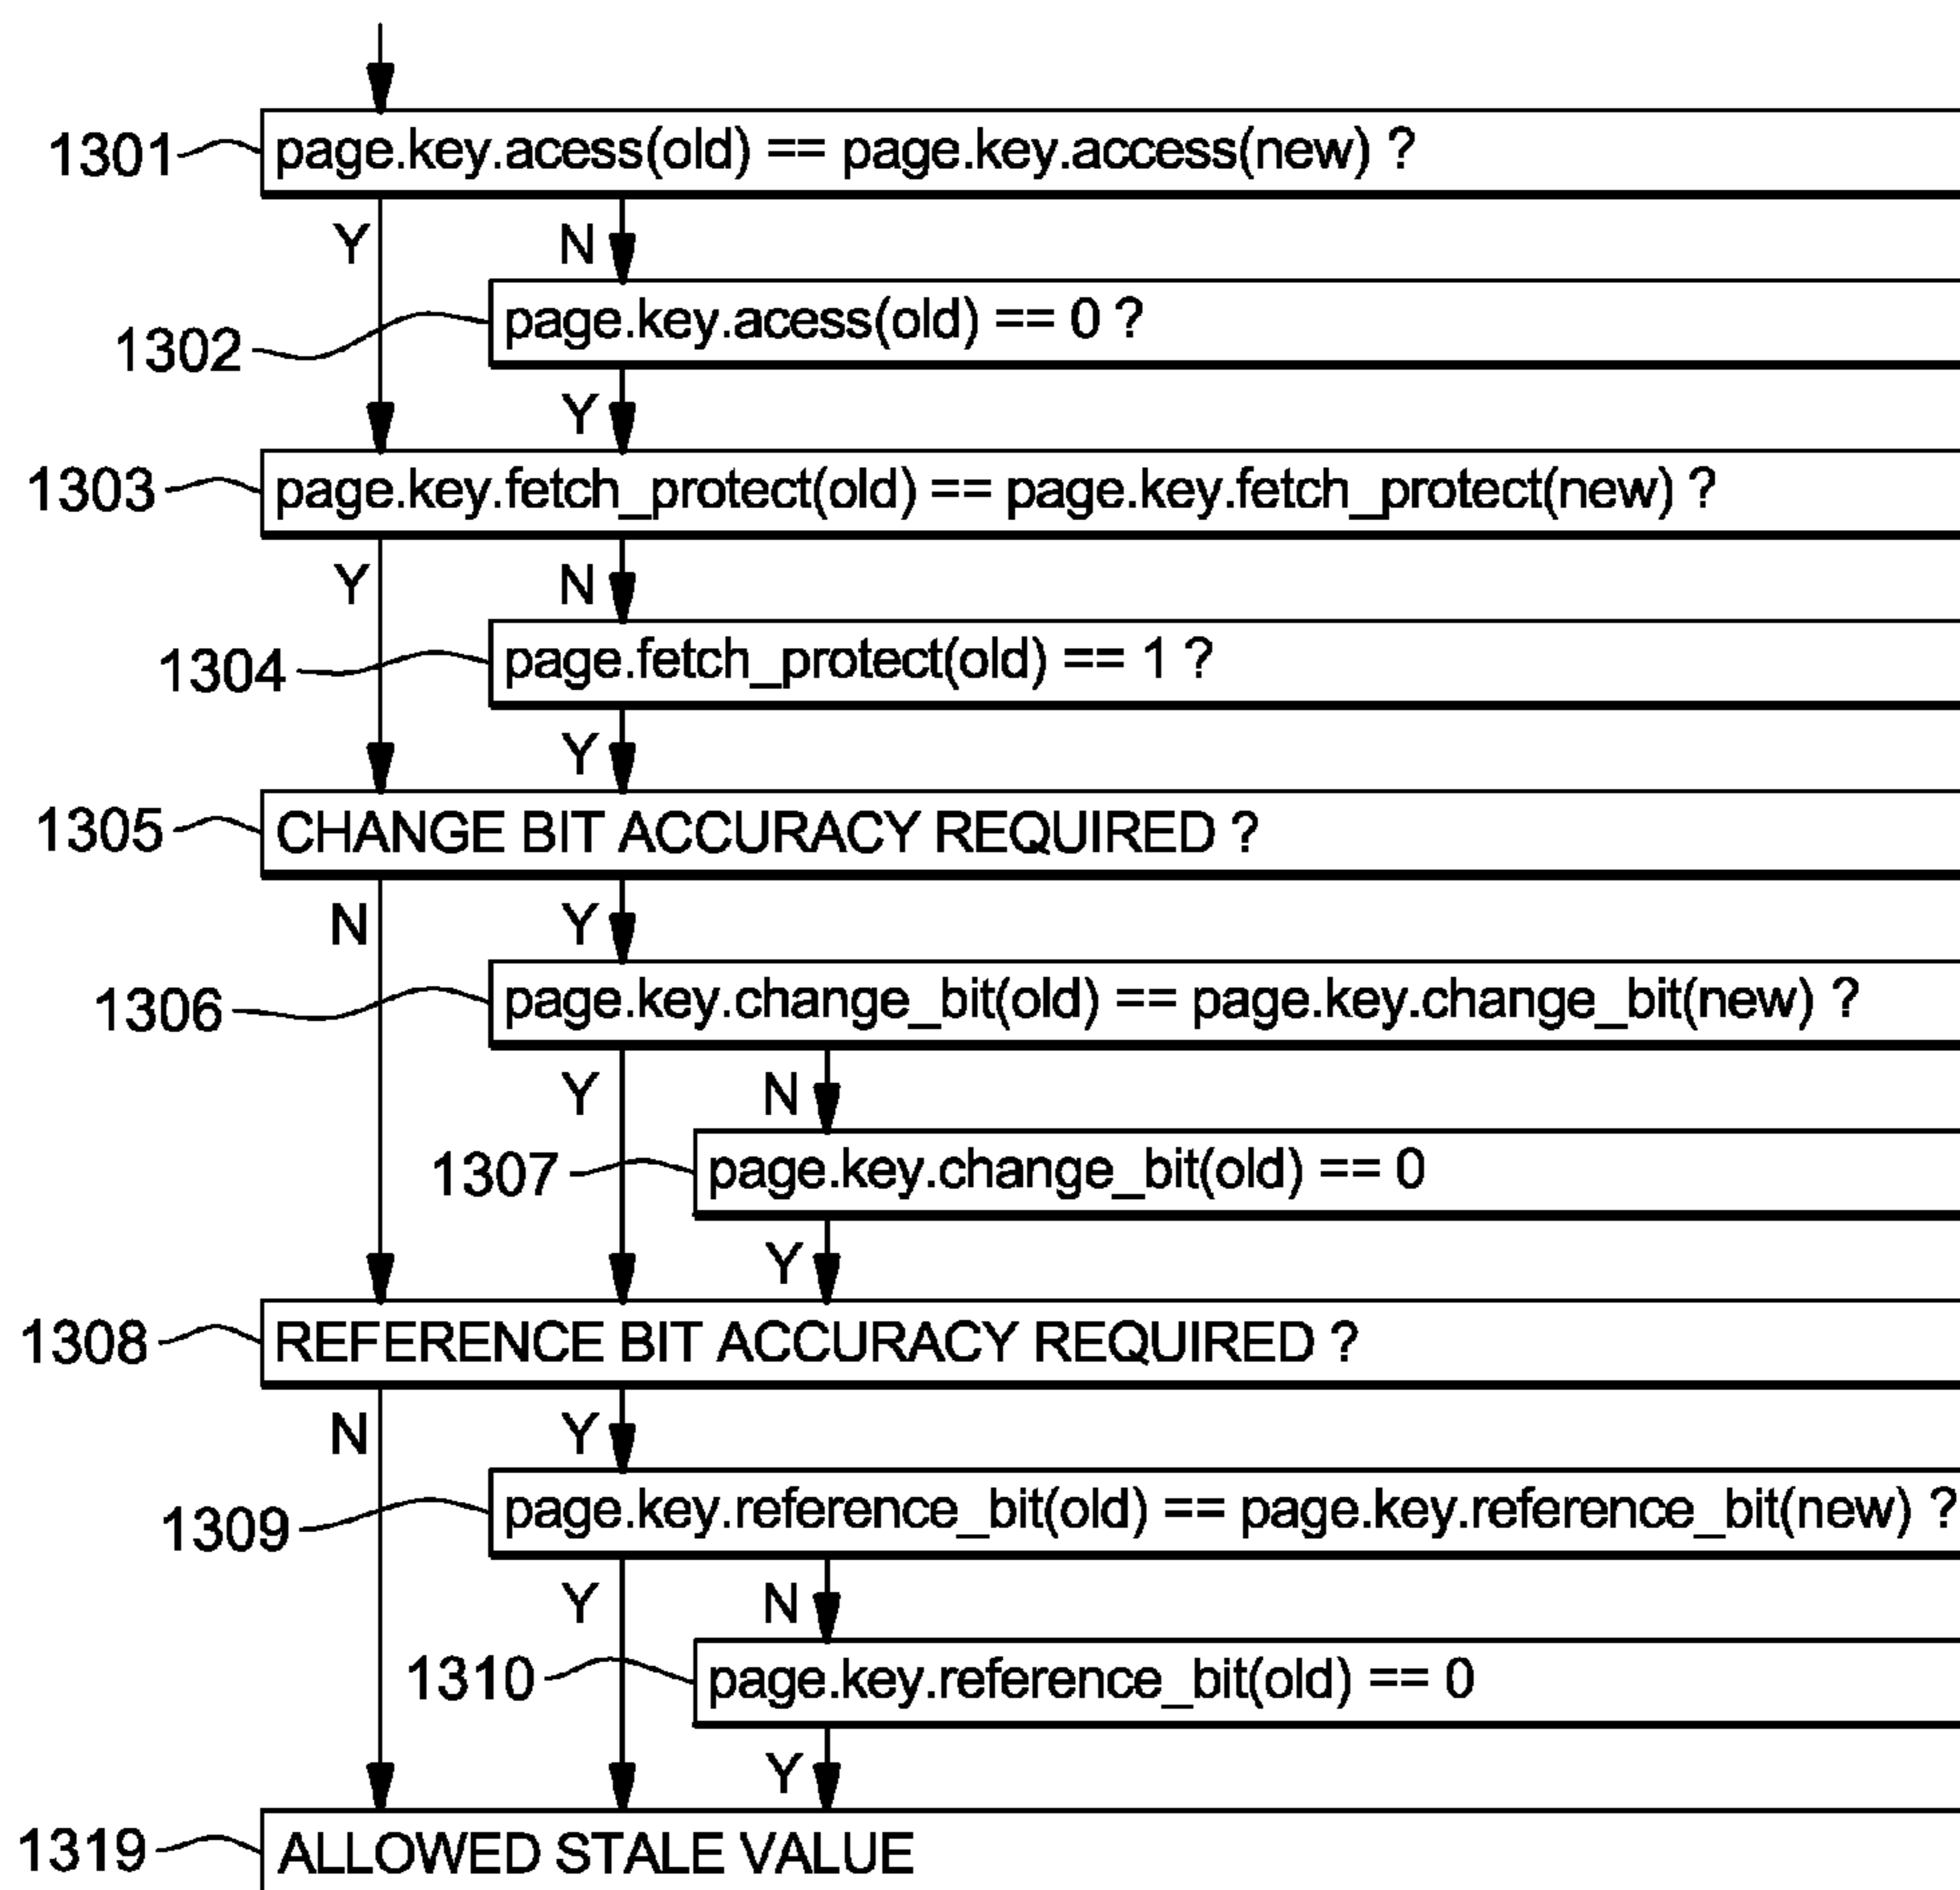 1301 page.key.acess(old) == page.key.access(new) ?
Y N
1302 page.key.acess(old) == 0 ?
Y
1303 page.key.fetch_protect(old) == page.key.fetch_protect(new) ?
Y N
1304 page.fetch_protect(old) == 1 ?
Y
1305 CHANGE BIT ACCURACY REQUIRED ?
N Y
1306 page.key.change_bit(old) == page.key.change_bit(new) ?
Y N
1307 page.key.change_bit(old) == 0
Y
1308 REFERENCE BIT ACCURACY REQUIRED ?
N Y
1309 page.key.reference_bit(old) == page.key.reference_bit(new) ?
Y N
1310 page.key.reference_bit(old) == 0
Y
1319 ALLOWED STALE VALUE